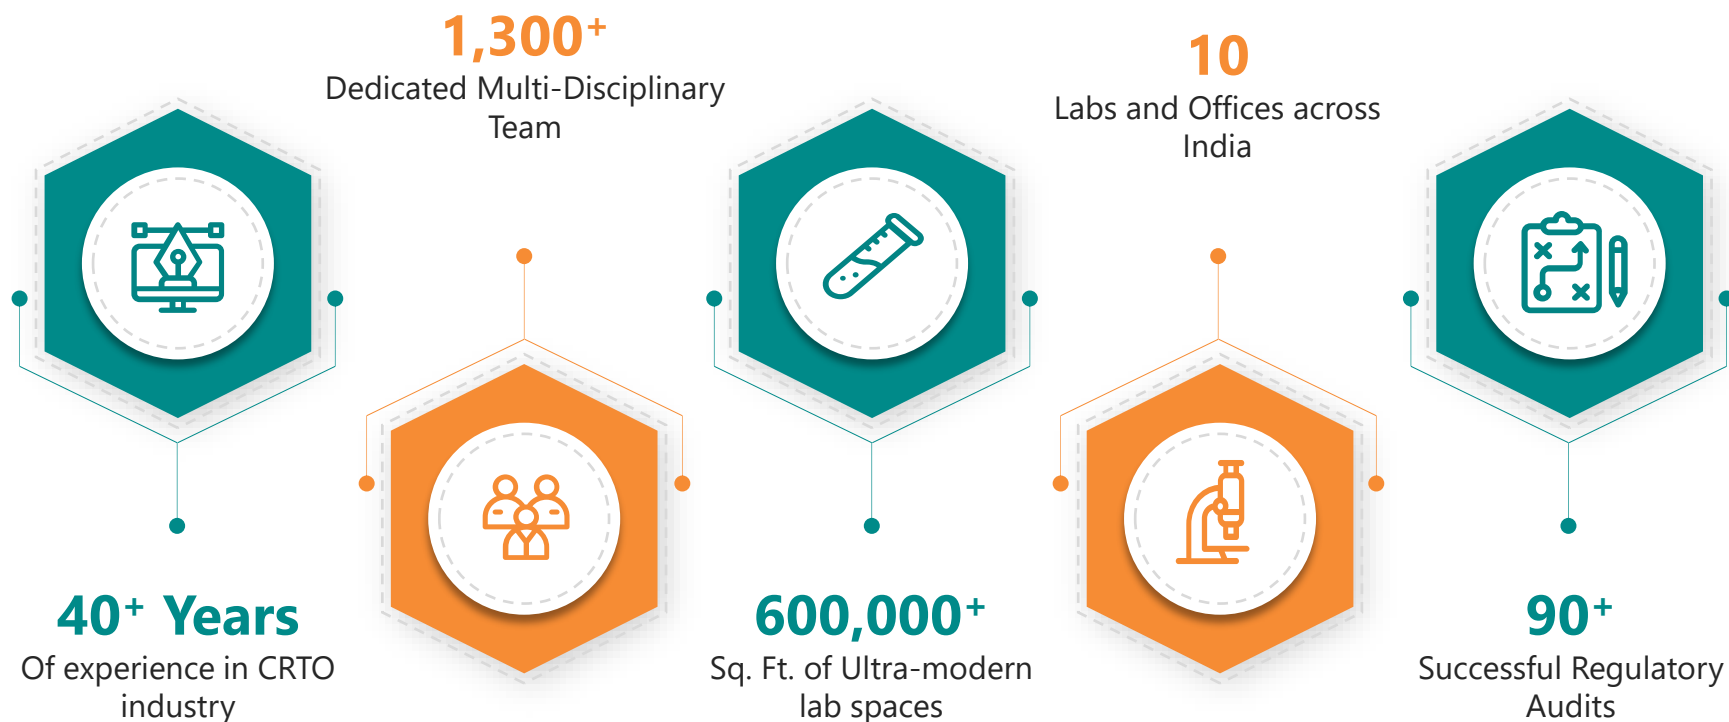 1,300+
Dedicated Multi-Disciplinary
Team
10
Labs and Offices across
India
40+ Years
Of experience in CRTO
industry
600,000+
Sq. Ft. of Ultra-modern
lab spaces
90+
Successful Regulatory
Audits